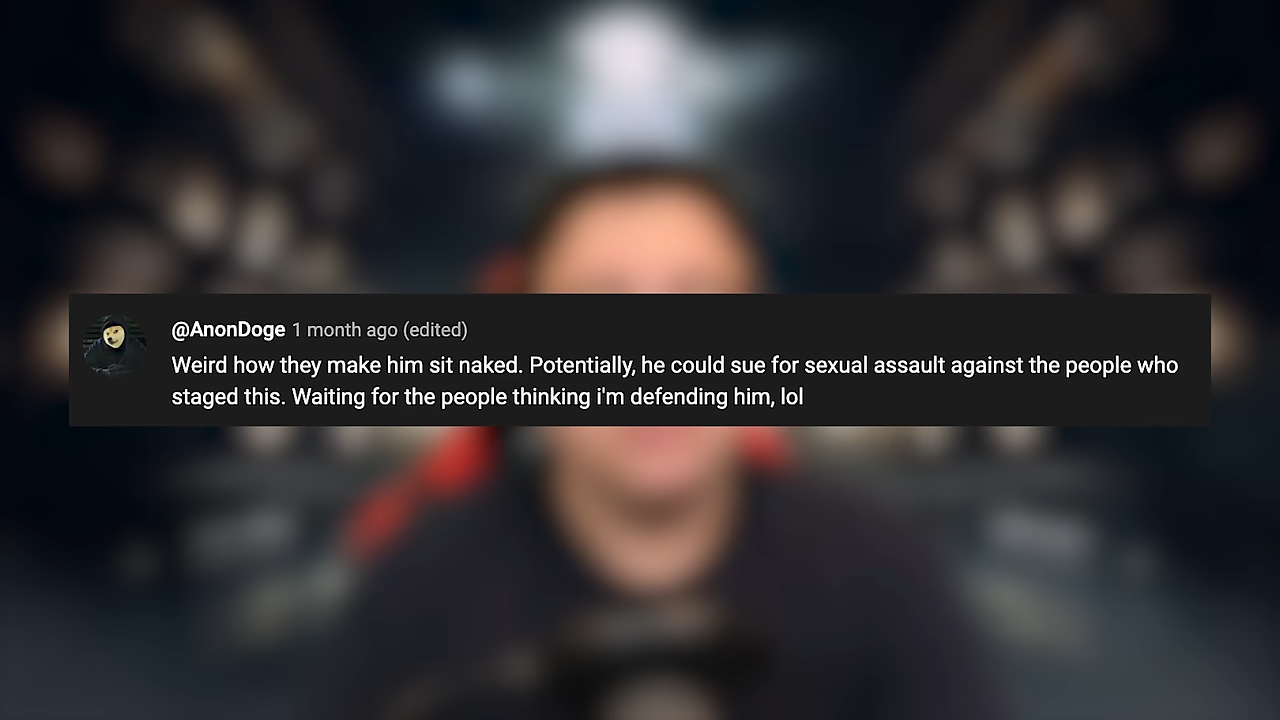 @AnonDoge 1 month ago (edited)
Weird how they make him sit naked. Potentially, he could sue for sexual assault against the people who
staged this. Waiting for the people thinking i'm defending him, lol